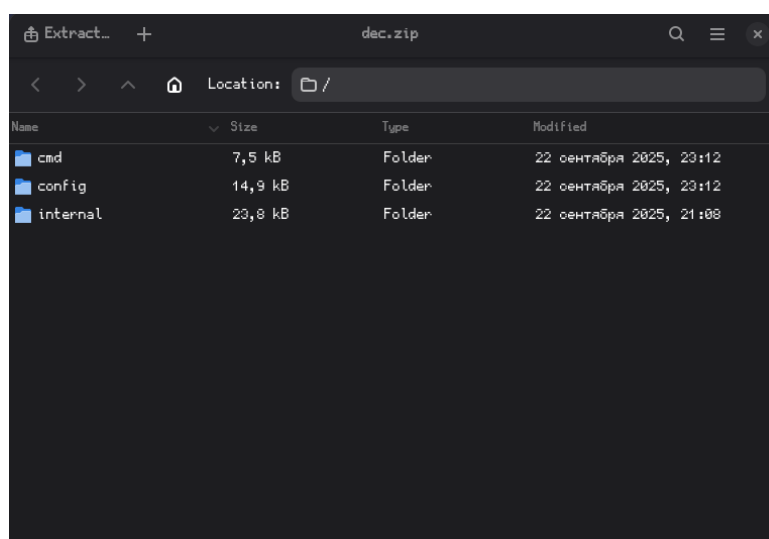 Extract… + dec.zip
Location: /
Name Size Type Modified
cmd 7,5 kB Folder 22 сентября 2025, 23:12
config 14,9 kB Folder 22 сентября 2025, 23:12
internal 23,8 kB Folder 22 сентября 2025, 21:08